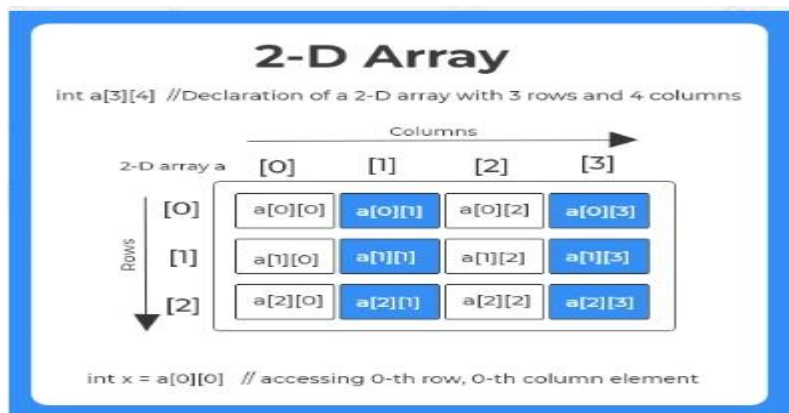 2-D Array
int a[3][4] //Declaration of a 2-D array with 3 rows and 4 columns
Columns
2-D array a [0] [1] [2] [3]
Rows
[0] a[0][0] a[0][1] a[0][2] a[0][3]
[1] a[1][0] a[1][1] a[1][2] a[1][3]
[2] a[2][0] a[2][1] a[2][2] a[2][3]
int x = a[0][0] // accessing 0-th row, 0-th column element